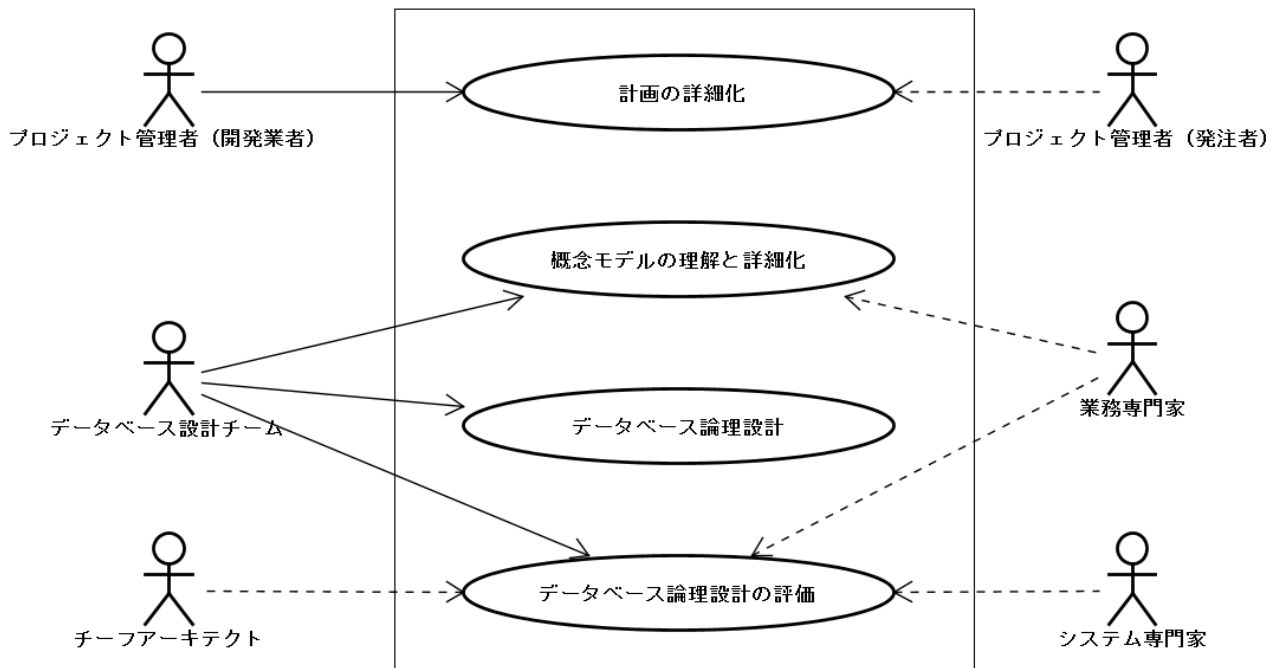 計画の詳細化
プロジェクト管理者（開発業者）
プロジェクト管理者（発注者）
概念モデルの理解と詳細化
業務専門家
データベース設計チーム
データベース論理設計
データベース論理設計の評価
チーフアーキテクト
システム専門家